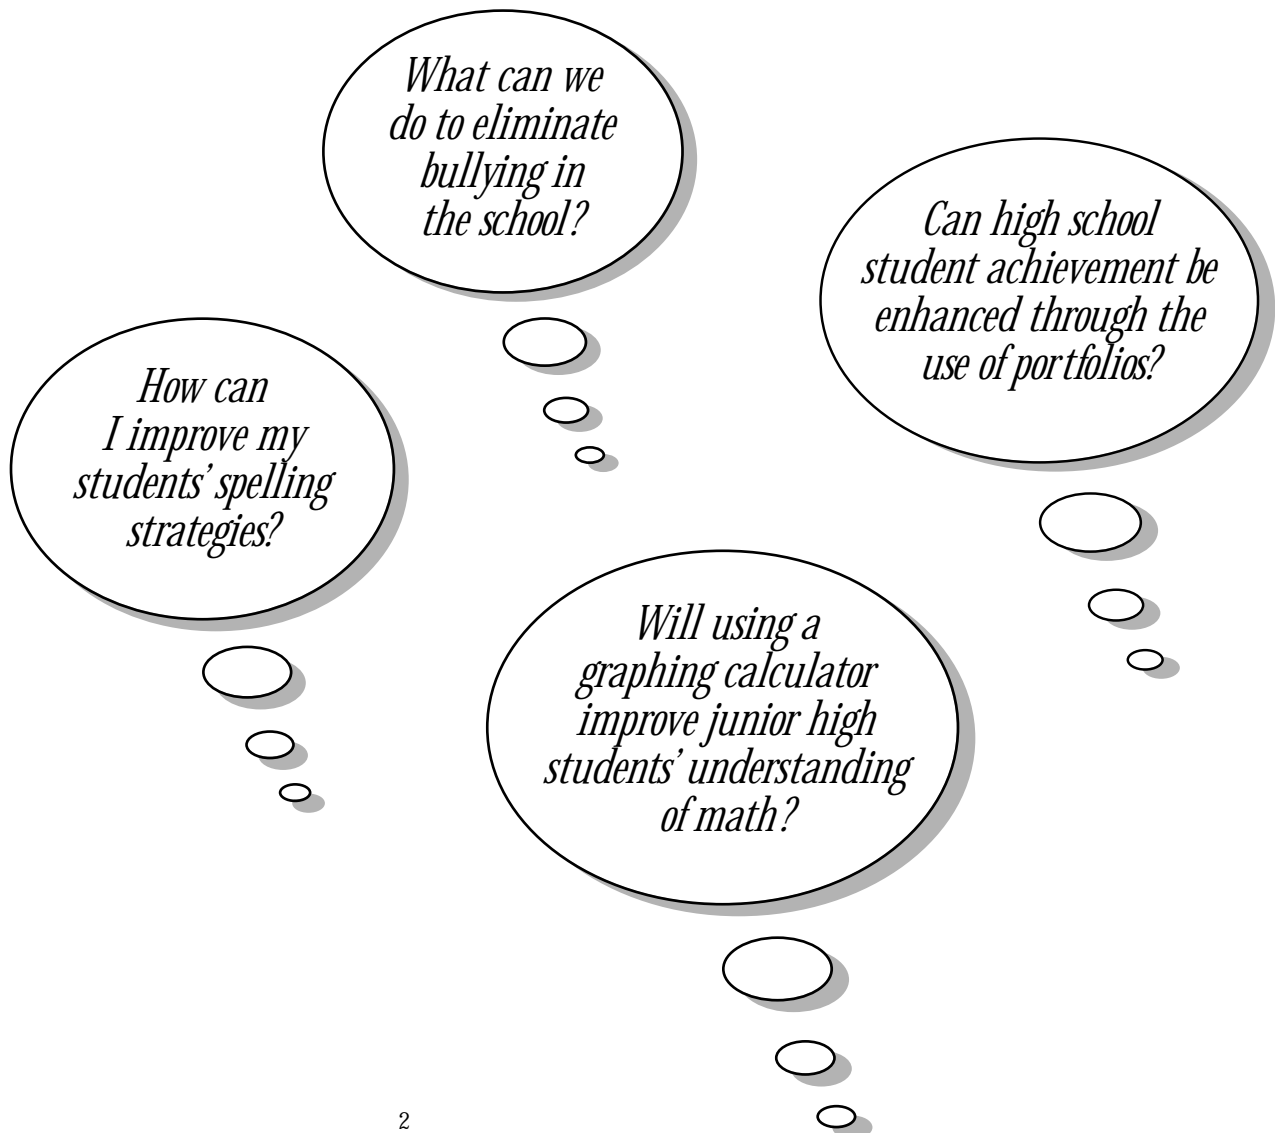 What can we
do to eliminate
bullying in
the school?
Can high school
student achievement be
enhanced through the
use of portfolios?
How can
I improve my
students' spelling
strategies?
Will using a
graphing calculator
improve junior high
students' understanding
of math?
2